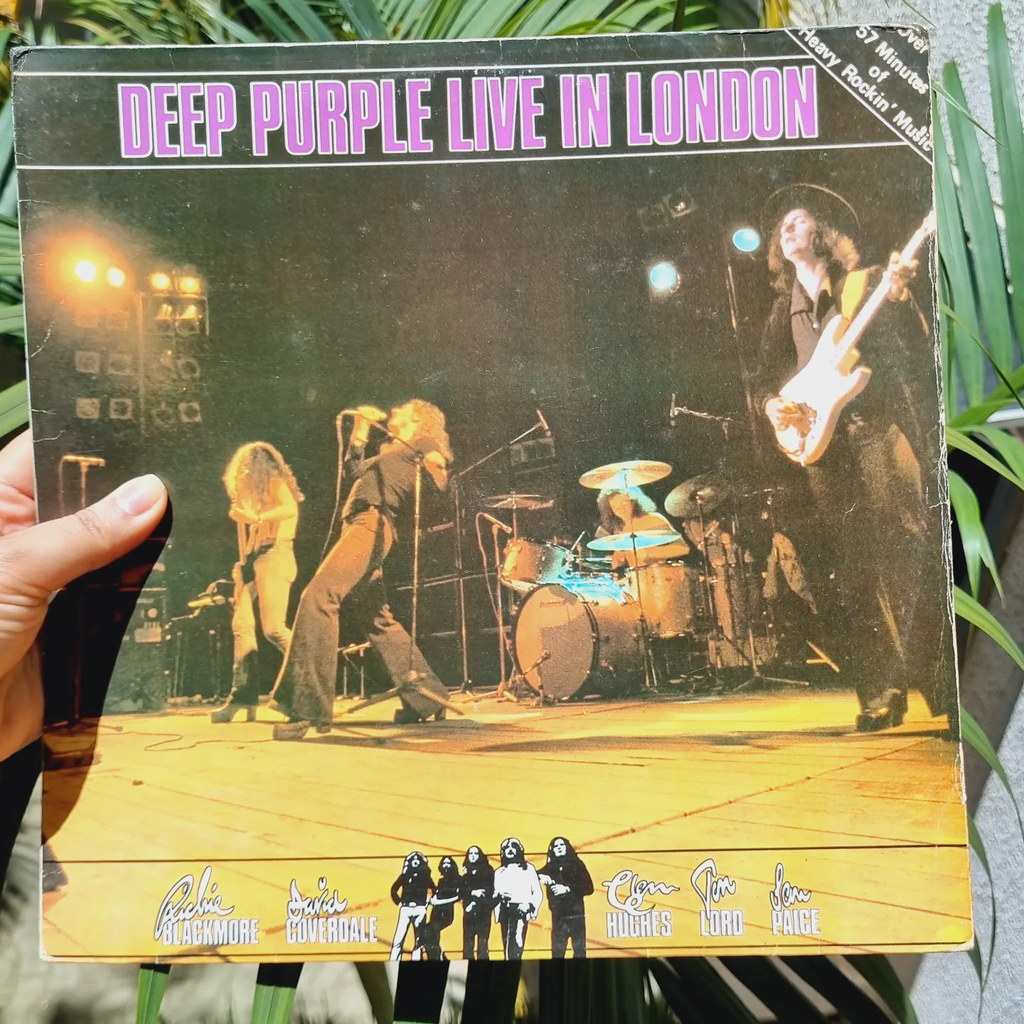 DEEP PURPLE LIVE IN LONDON
Over
57 Minutes
of
Heavy Rockin' Music
Richie
BLACKMORE
David
COVERDALE
Glenn
HUGHES
Jon
LORD
Ian
PAICE